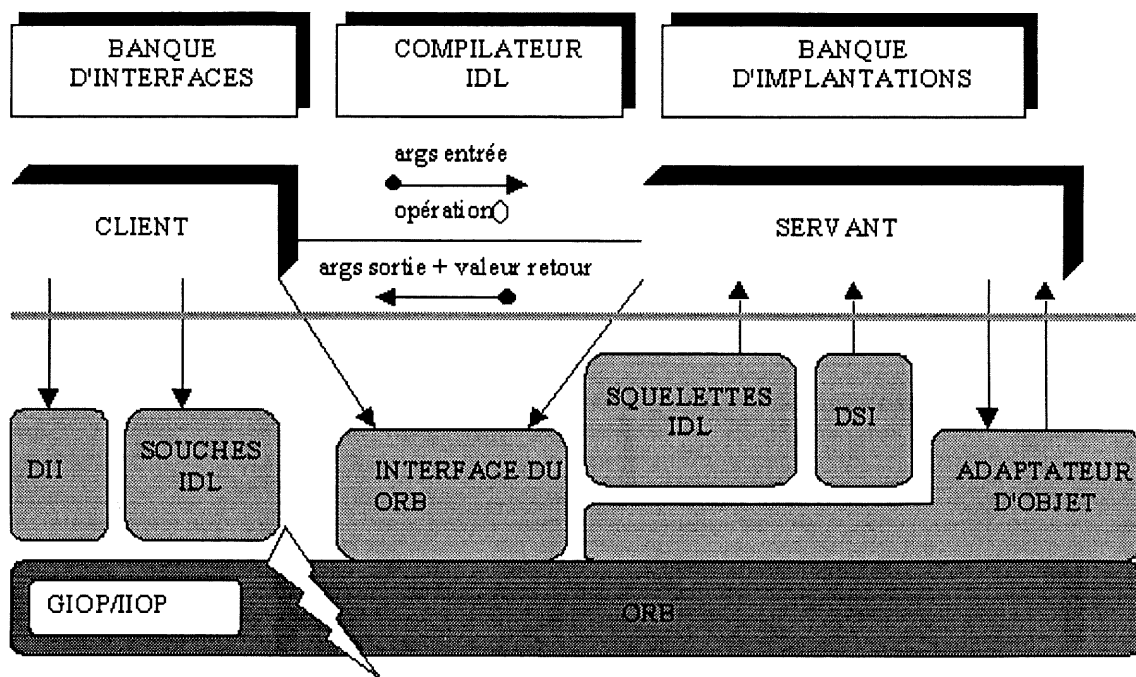 BANQUE
D'INTERFACES
COMPILATEUR
IDL
BANQUE
D'IMPLANTATIONS
args entrée
opération
CLIENT
SERVANT
args sortie + valeur retour
SQUELETTES
IDL
DSI
DII
SOUCHES
IDL
INTERFACE DU
ORB
ADAPTATEUR
D'OBJET
GIOP/IIOP
ORB